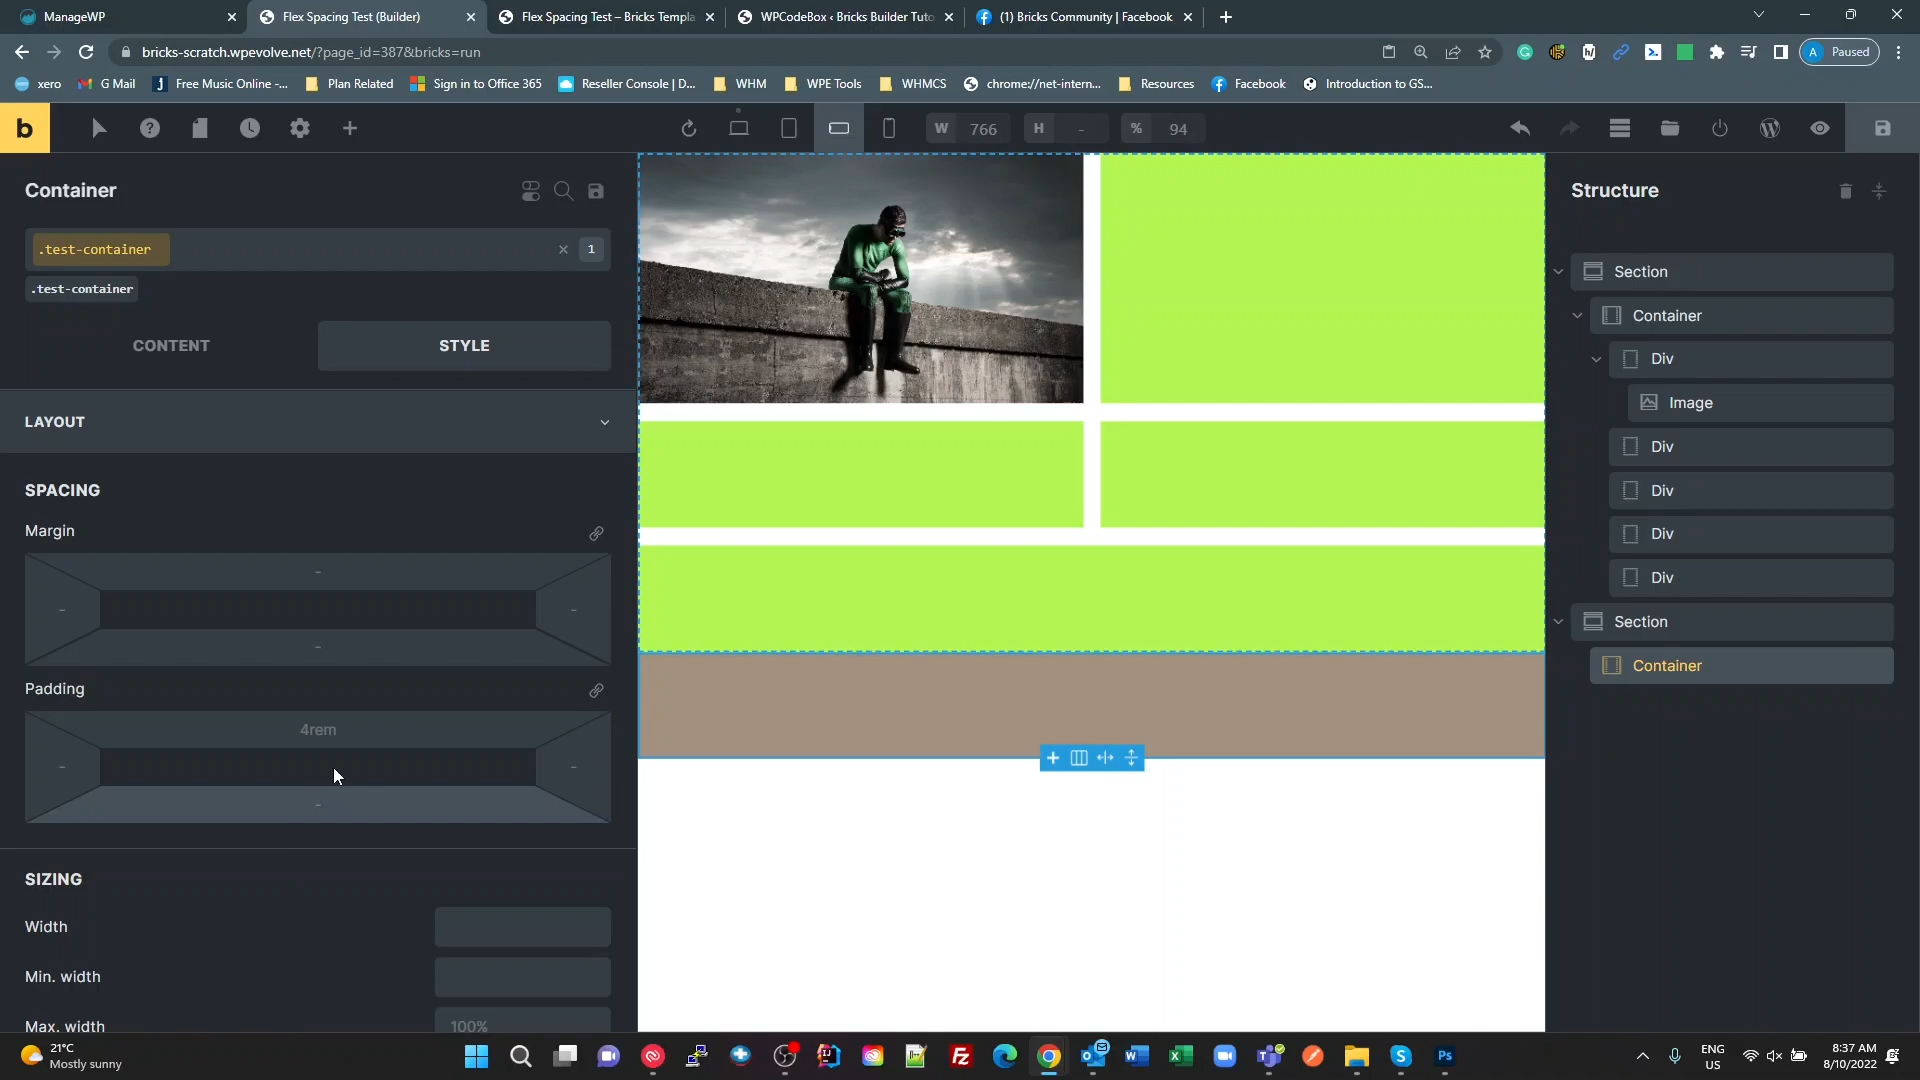 ManageWP
Flex Spacing Test (Builder)
Flex Spacing Test – Bricks Templa
WPCodeBox ‹ Bricks Builder Tuto
(1) Bricks Community | Facebook
bricks-scratch.wpevolve.net/?page_id=387&bricks=run
A Paused
xero
G Mail
Free Music Online -...
Plan Related
Sign in to Office 365
Reseller Console | D...
WHM
WPE Tools
WHMCS
chrome://net-intern...
Resources
Facebook
Introduction to GS...
b
W 766
H -
% 94
Container
.test-container
1
.test-container
CONTENT
STYLE
LAYOUT
SPACING
Margin
-
- -
-
Padding
4rem
- -
-
SIZING
Width
Min. width
Max. width
100%
Structure
Section
Container
Div
Image
Div
Div
Div
Div
Section
Container
21°C
Mostly sunny
ENG
US
8:37 AM
8/10/2022